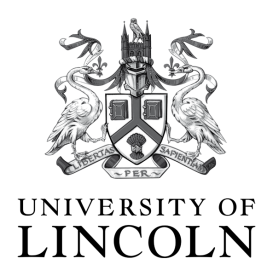 LIBERTAS PER SAPIENTIAM
UNIVERSITY OF
LINCOLN